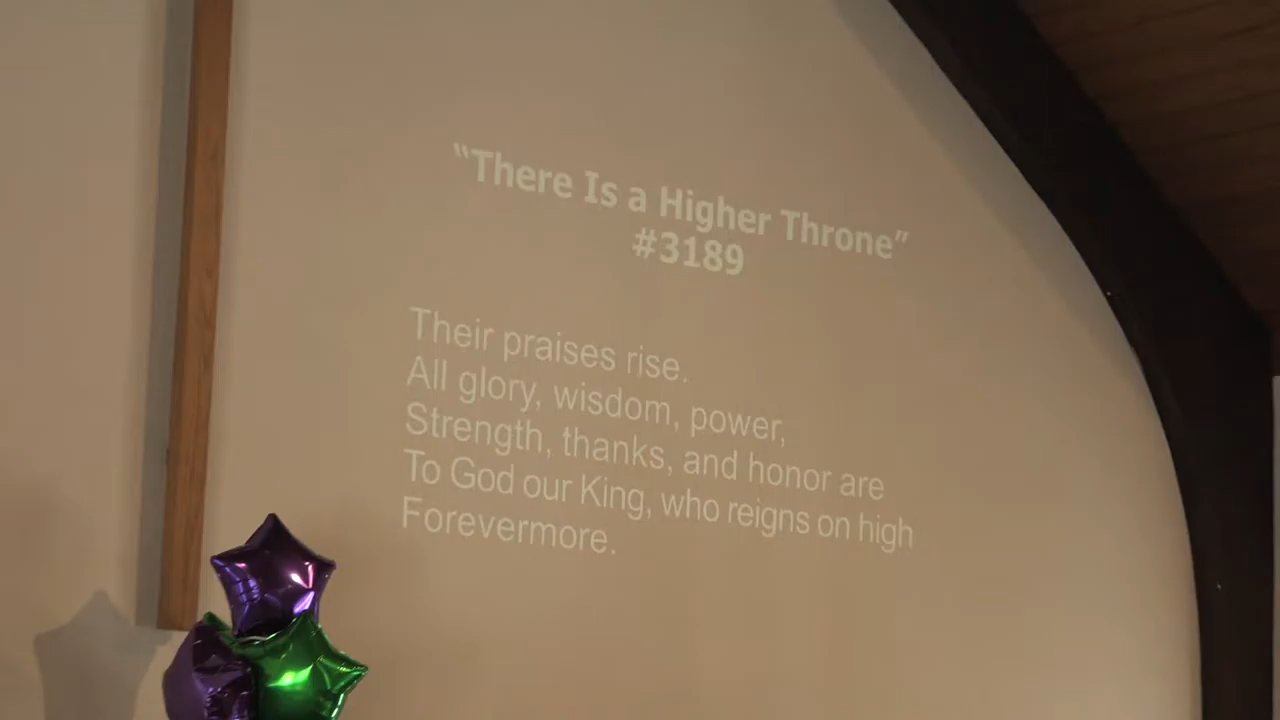 “There Is a Higher Throne”
#3189
Their praises rise.
All glory, wisdom, power,
Strength, thanks, and honor are
To God our King, who reigns on high
Forevermore.